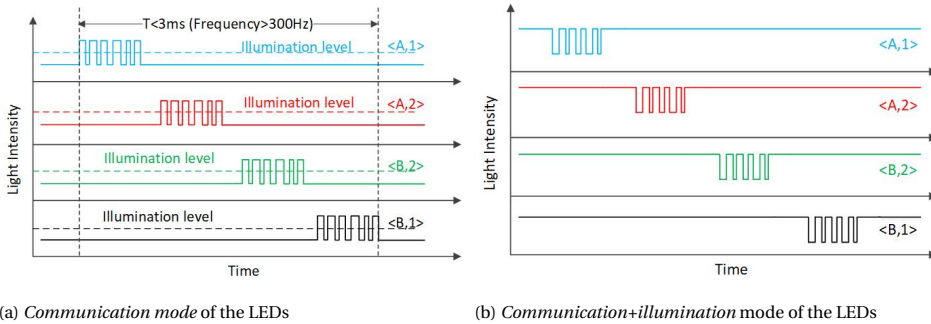 T<3ms (Frequency>300Hz)
Illumination level <A,1>
Illumination level <A,2>
Illumination level <B,2>
Illumination level <B,1>
Light Intensity
Time
(a) Communication mode of the LEDs
<A,1>
<A,2>
<B,2>
<B,1>
Light Intensity
Time
(b) Communication+illumination mode of the LEDs